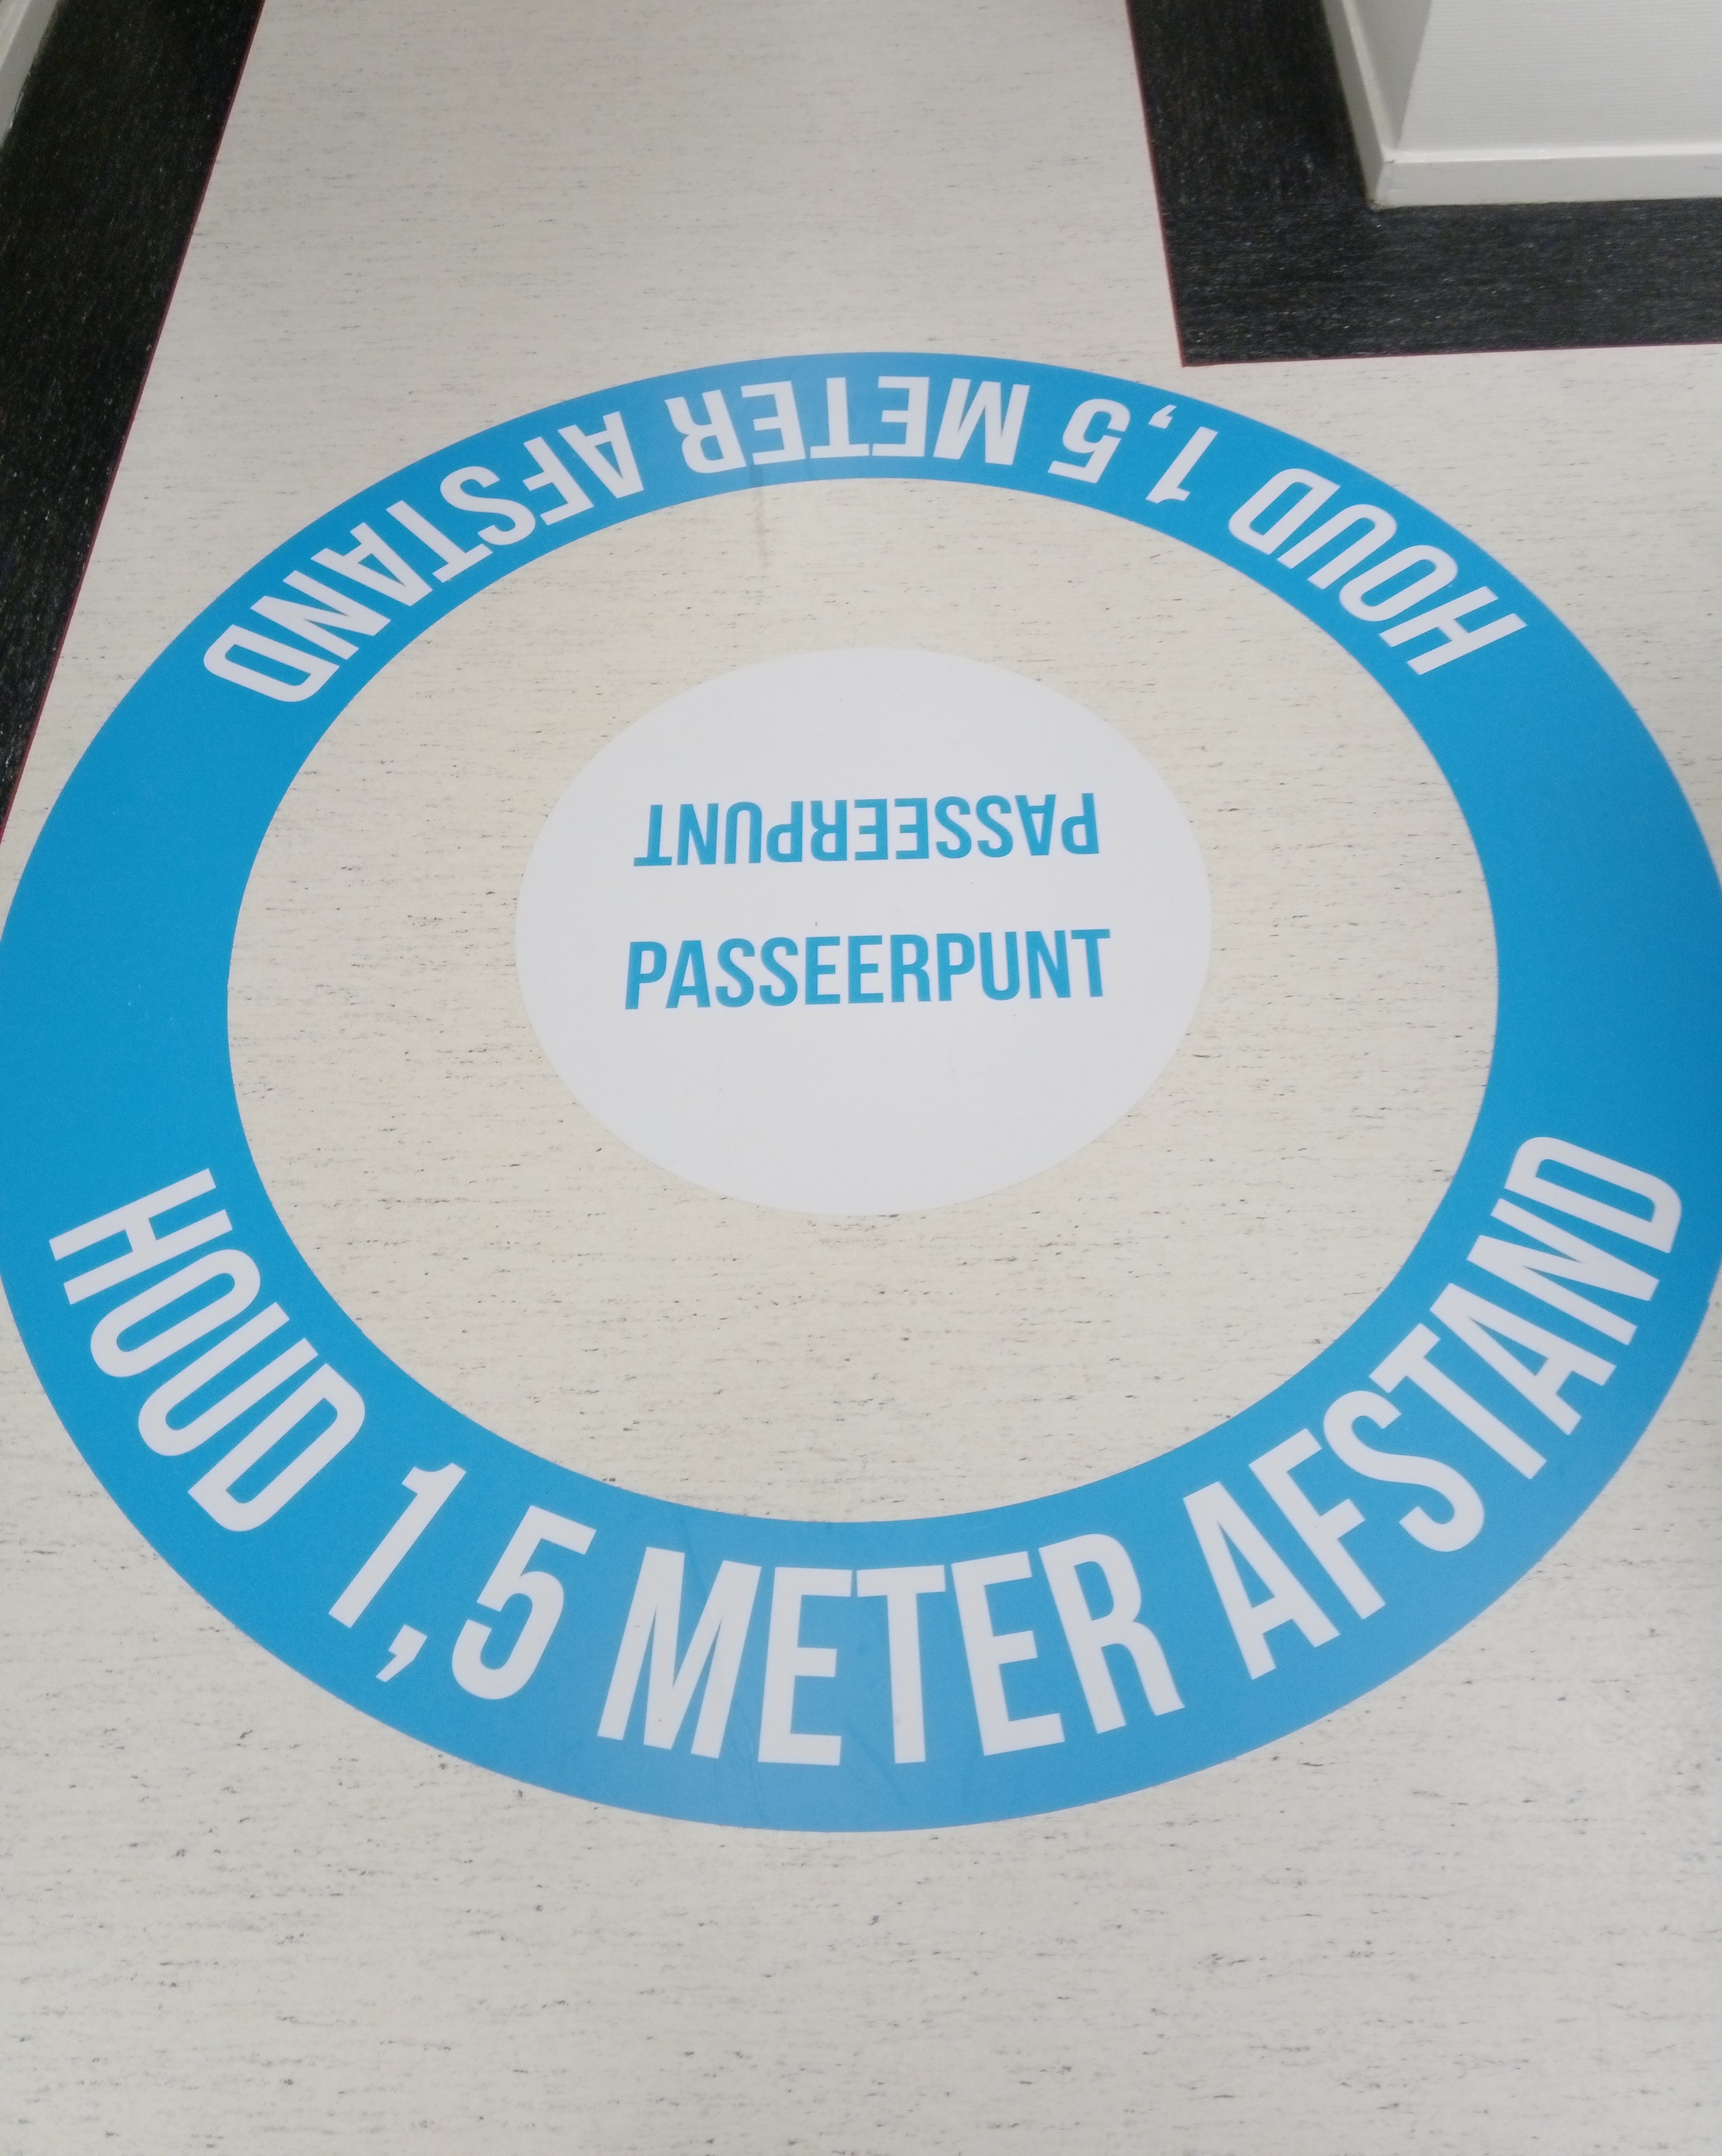 HOUD 1,5 METER AFSTAND
PASSEERPUNT
PASSEERPUNT
HOUD 1,5 METER AFSTAND